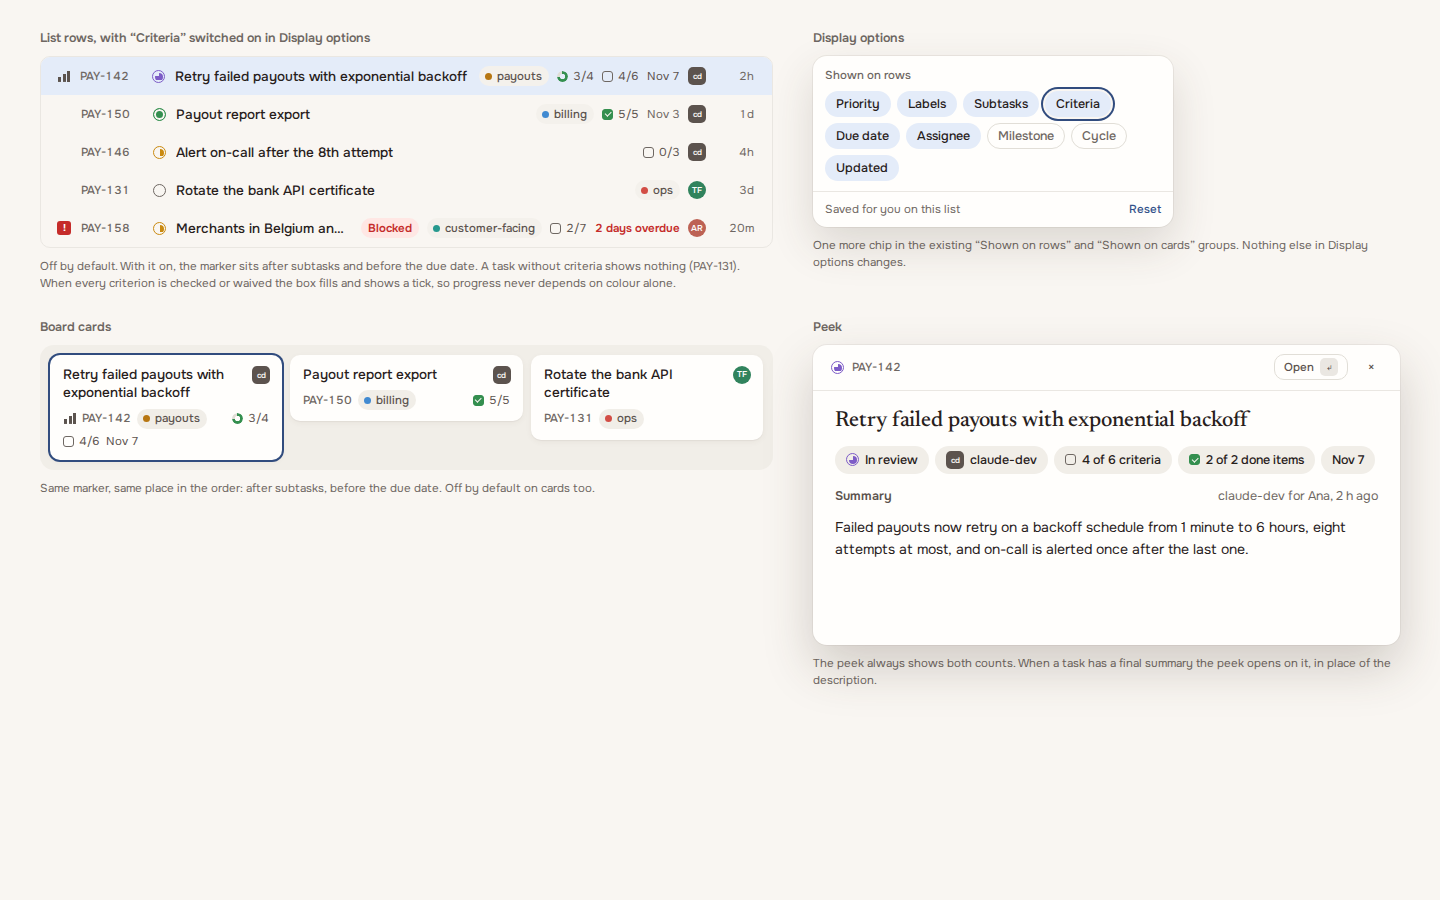 List rows, with “Criteria” switched on in Display options
PAY-142 Retry failed payouts with exponential backoff payouts 3/4 4/6 Nov 7 cd 2h
PAY-150 Payout report export billing 5/5 Nov 3 cd 1d
PAY-146 Alert on-call after the 8th attempt 0/3 cd 4h
PAY-131 Rotate the bank API certificate ops TF 3d
! PAY-158 Merchants in Belgium an... Blocked customer-facing 2/7 2 days overdue AR 20m
Off by default. With it on, the marker sits after subtasks and before the due date. A task without criteria shows nothing (PAY-131).
When every criterion is checked or waived the box fills and shows a tick, so progress never depends on colour alone.
Display options
Shown on rows
Priority Labels Subtasks Criteria
Due date Assignee Milestone Cycle
Updated
Saved for you on this list Reset
One more chip in the existing “Shown on rows” and “Shown on cards” groups. Nothing else in Display
options changes.
Board cards
Retry failed payouts with cd
exponential backoff
PAY-142 payouts 3/4
4/6 Nov 7
Payout report export cd
PAY-150 billing 5/5
Rotate the bank API TF
certificate
PAY-131 ops
Same marker, same place in the order: after subtasks, before the due date. Off by default on cards too.
Peek
PAY-142 Open ↲ ×
Retry failed payouts with exponential backoff
In review cd claude-dev 4 of 6 criteria 2 of 2 done items Nov 7
Summary claude-dev for Ana, 2 h ago
Failed payouts now retry on a backoff schedule from 1 minute to 6 hours, eight
attempts at most, and on-call is alerted once after the last one.
The peek always shows both counts. When a task has a final summary the peek opens on it, in place of the
description.